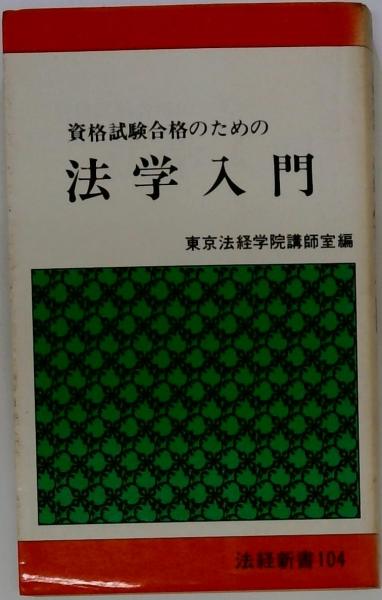 資格試験合格のための
法学入門
東京法経学院講師室編
法経新書104